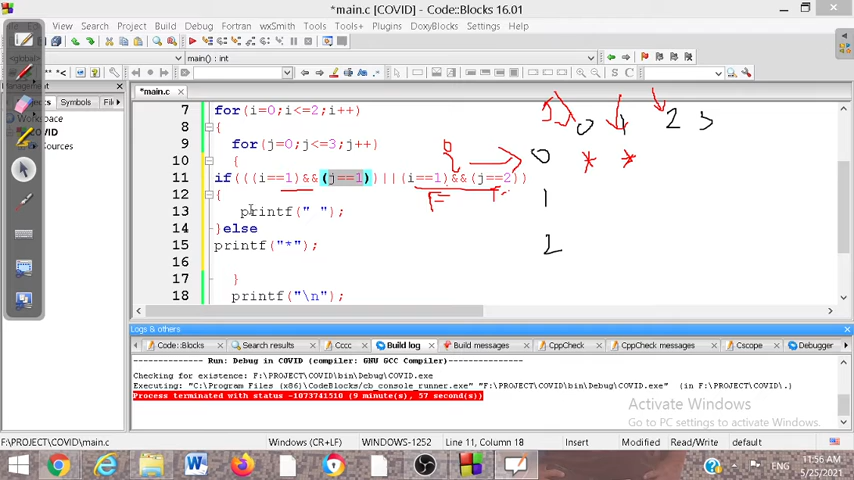 *main.c [COVID] - Code::Blocks 16.01
Edit View Search Project Build Debug Fortran wxSmith Tools Tools+ Plugins DoxyBlocks Settings Help
<global>
main() : int
Projects Symbols
*main.c
Workspace
7 for(i=0;i<=2;i++)
8 {
9 for(j=0;j<=3;j++)
10 {
11 if(((i==1)&&(j==1))||(i==1)&&(j==2))
12 {
13 printf(" ");
14 }else
15 printf("*");
16
17 }
18 printf("\n");
0 1 2 3
0 * *
1
2
0
F T
Logs & others
Code::Blocks Search results Cccc Build log Build messages CppCheck CppCheck messages Cscope Debugger
-------------- Run: Debug in COVID (compiler: GNU GCC Compiler)---------------
Checking for existence: F:\PROJECT\COVID\bin\Debug\COVID.exe
Executing: "C:\Program Files (x86)\CodeBlocks/cb_console_runner.exe" "F:\PROJECT\COVID\bin\Debug\COVID.exe" (in F:\PROJECT\COVID\.)
Process terminated with status -1073741510 (9 minute(s), 57 second(s))
Activate Windows
Go to PC settings to activate Windows.
F:\PROJECT\COVID\main.c Windows (CR+LF) WINDOWS-1252 Line 11, Column 18 Insert Modified Read/Write default
ENG
11:56 AM
5/25/2021